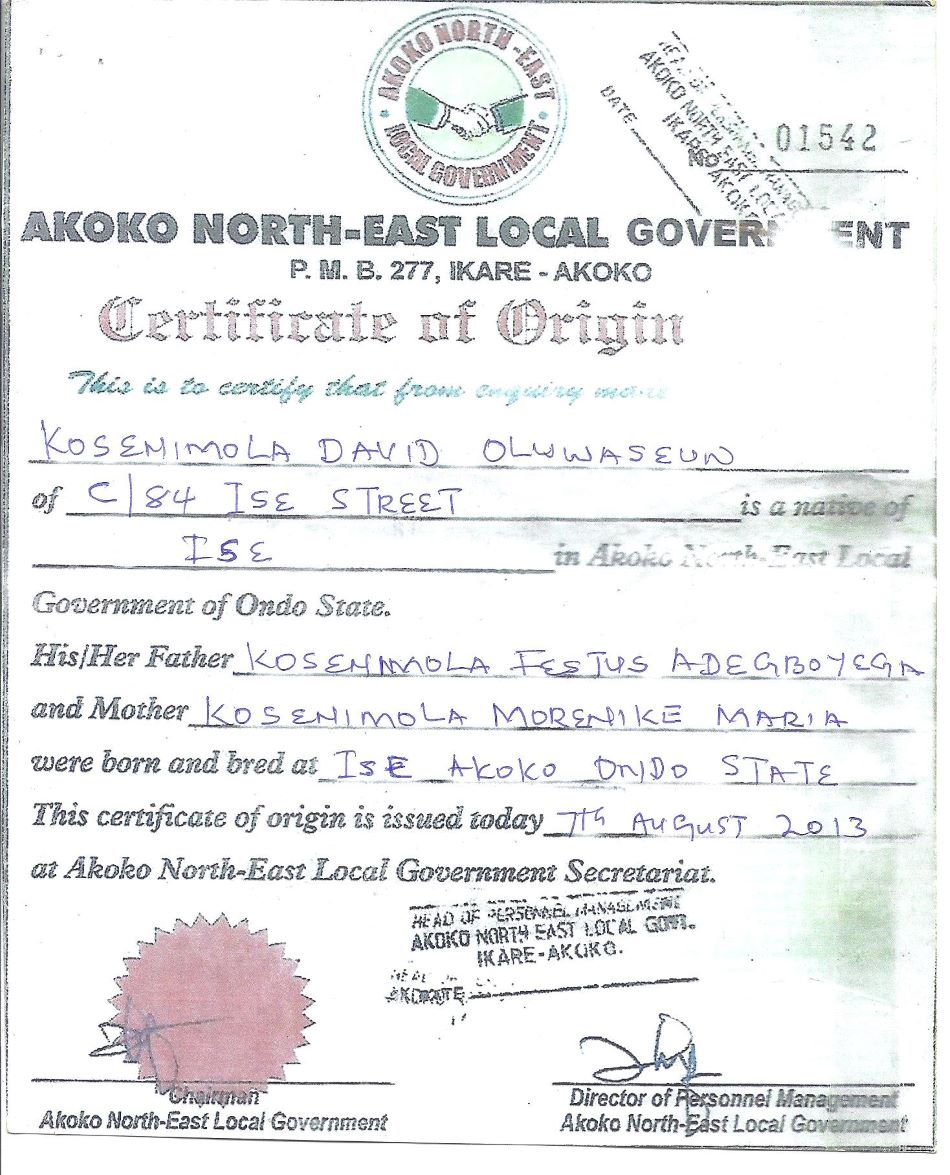 AKOKO NORTH-EAST
LOCAL GOVERNMENT
AKOKO NORTH EAST LOCAL
DATE
No 01542
AKOKO NORTH-EAST LOCAL GOVERNMENT
P. M. B. 277, IKARE - AKOKO
Certificate of Origin
This is to certify that from enquiry made
KOSENIMOLA DAVID OLUWASEUN
of C/84 ISE STREET is a native of
ISE in Akoko North-East Local
Government of Ondo State.
His/Her Father KOSENIMOLA FESTUS ADEGBOYEGA
and Mother KOSENIMOLA MORENIKE MARIA
were born and bred at ISE AKOKO ONDO STATE
This certificate of origin is issued today 7th AUGUST 2013
at Akoko North-East Local Government Secretariat.
HEAD OF PERSONNEL MANAGEMENT
AKOKO NORTH EAST LOCAL GOVT.
IKARE-AKOKO.
Chairman
Akoko North-East Local Government
Director of Personnel Management
Akoko North-East Local Government